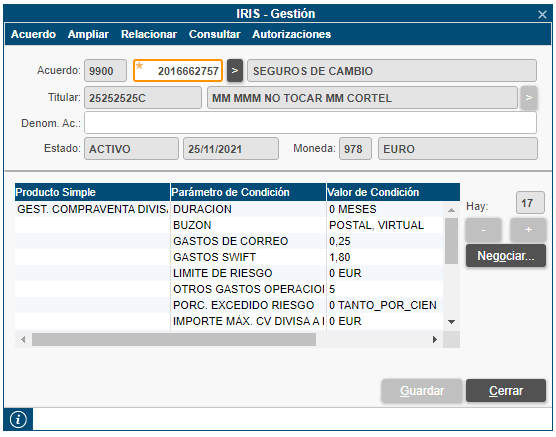 IRIS - Gestión
Acuerdo Ampliar Relacionar Consultar Autorizaciones
Acuerdo: 9900 * 2016662757 > SEGUROS DE CAMBIO
Titular: 25252525C MM MMM NO TOCAR MM CORTEL >
Denom. Ac.:
Estado: ACTIVO 25/11/2021 Moneda: 978 EURO
Producto Simple Parámetro de Condición Valor de Condición
GEST. COMPRAVENTA DIVISA DURACION 0 MESES
BUZON POSTAL, VIRTUAL
GASTOS DE CORREO 0,25
GASTOS SWIFT 1,80
LIMITE DE RIESGO 0 EUR
OTROS GASTOS OPERACIOI 5
PORC. EXCEDIDO RIESGO 0 TANTO_POR_CIEN
IMPORTE MÁX. CV DIVISA A 0 EUR
Hay: 17
- +
Negociar...
Guardar Cerrar